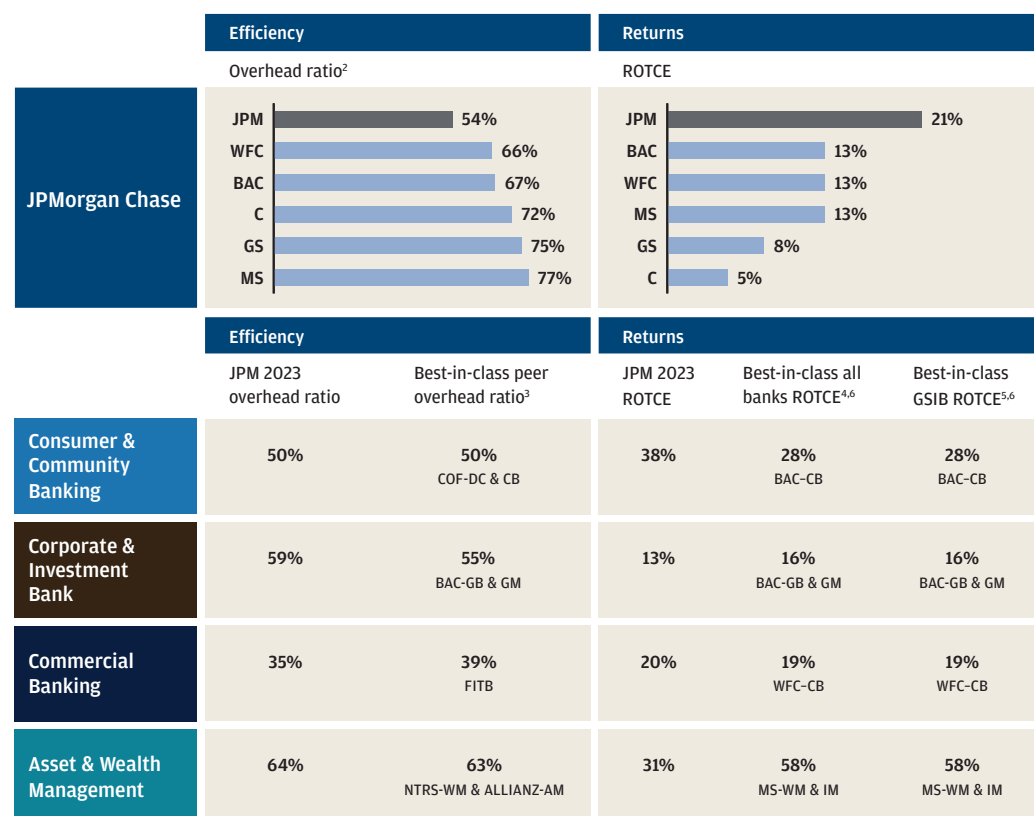 Efficiency
Returns
Overhead ratio2
ROTCE
JPMorgan Chase
JPM 54%
WFC 66%
BAC 67%
C 72%
GS 75%
MS 77%
JPM 21%
BAC 13%
WFC 13%
MS 13%
GS 8%
C 5%
Efficiency
Returns
JPM 2023
overhead ratio
Best-in-class peer
overhead ratio3
JPM 2023
ROTCE
Best-in-class all
banks ROTCE4,6
Best-in-class
GSIB ROTCE5,6
Consumer &
Community
Banking
50%
50%
COF-DC & CB
38%
28%
BAC–CB
28%
BAC–CB
Corporate &
Investment
Bank
59%
55%
BAC-GB & GM
13%
16%
BAC-GB & GM
16%
BAC-GB & GM
Commercial
Banking
35%
39%
FITB
20%
19%
WFC–CB
19%
WFC–CB
Asset & Wealth
Management
64%
63%
NTRS-WM & ALLIANZ-AM
31%
58%
MS-WM & IM
58%
MS-WM & IM